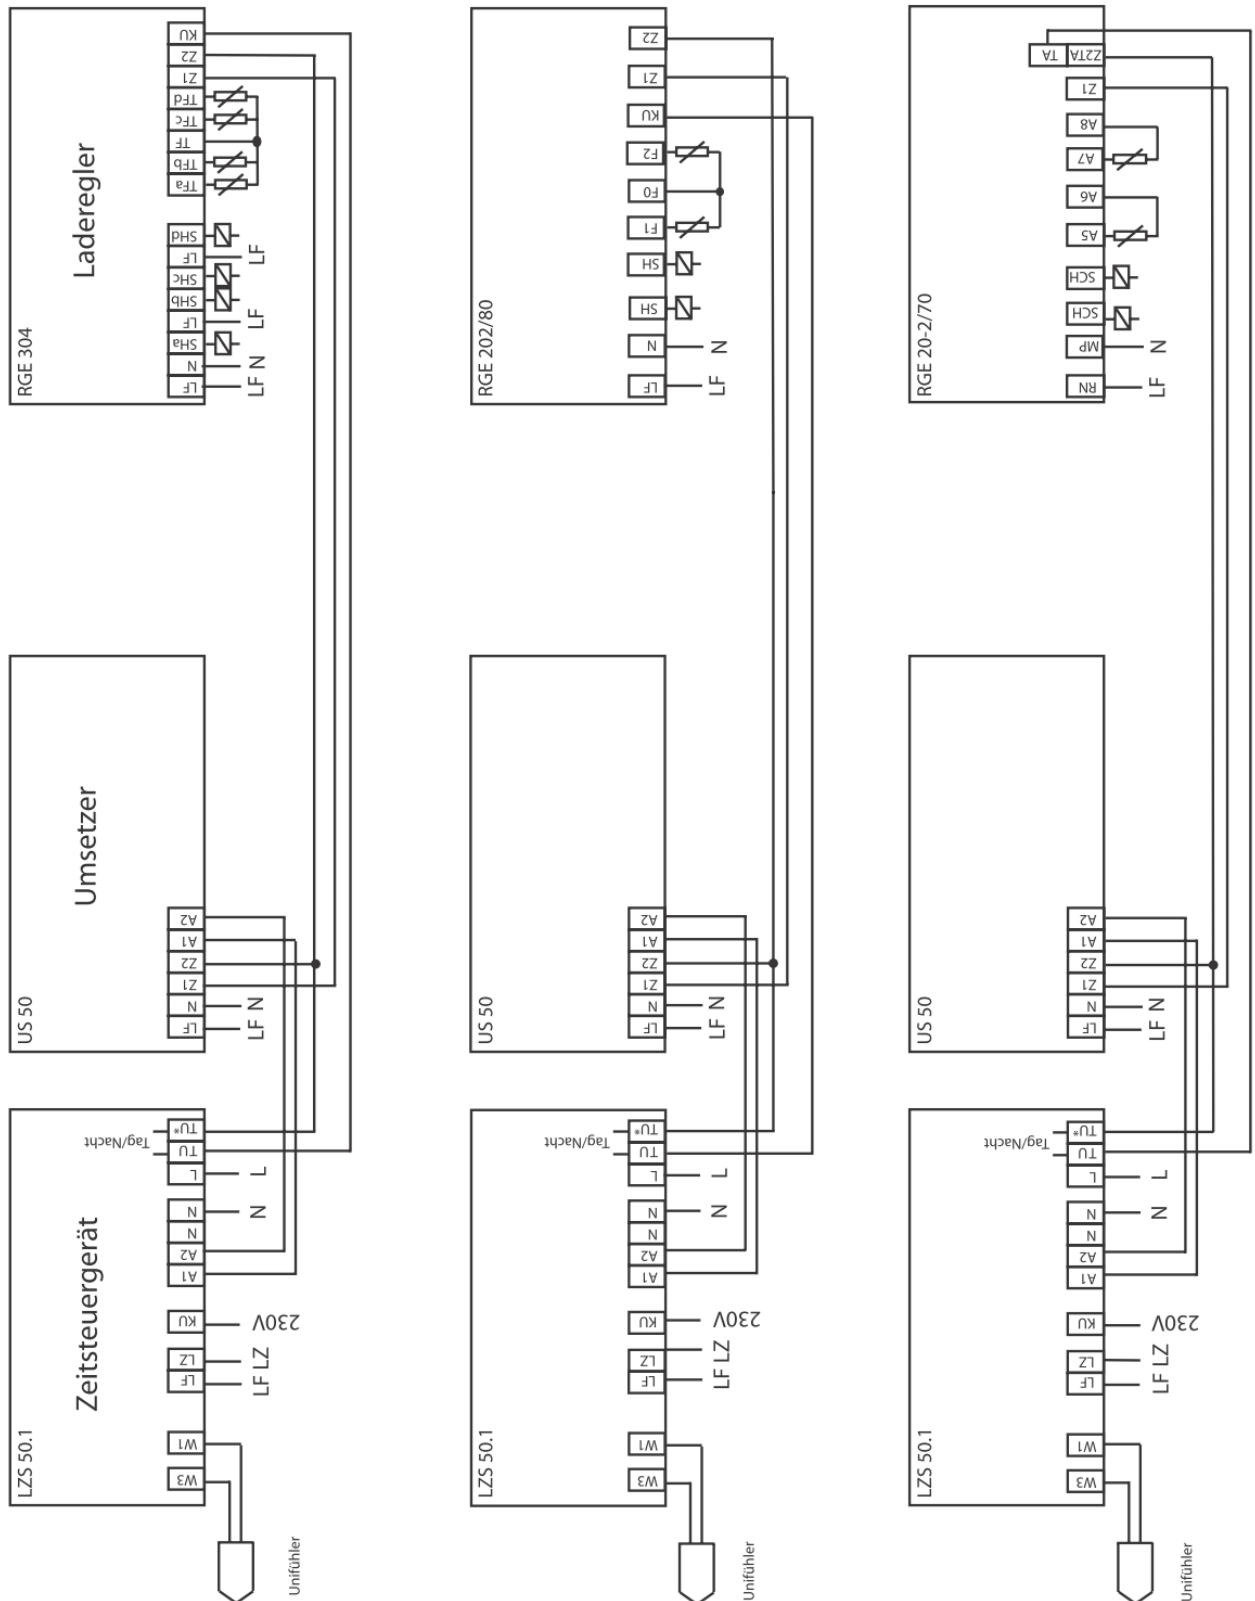 RGE 304
Laderegler
KU
Z2
Z1
TFd
TFc
TF
TFb
TFa
SHd
LF
SHc
SHb
LF
SHa
N
LF
LF
LF
LF N
US 50
Umsetzer
A2
A1
Z2
Z1
N
LF
LF N
LZS 50.1
Zeitsteuergerät
Tag/Nacht
TU*
TU
L
N
N
A2
A1
KU
LZ
LF
W1
W3
L
N
230V
LF LZ
Unifühler
RGE 202/80
Z2
Z1
KU
F2
F0
F1
SH
SH
N
LF
N
LF
US 50
A2
A1
Z2
Z1
N
LF
LF N
LZS 50.1
Tag/Nacht
TU*
TU
L
N
N
A2
A1
KU
LZ
LF
W1
W3
L
N
230V
LF LZ
Unifühler
RGE 20-2/70
TA
Z2TA
Z1
A8
A7
A6
A5
SCH
SCH
MP
RN
N
LF
US 50
A2
A1
Z2
Z1
N
LF
LF N
LZS 50.1
Tag/Nacht
TU*
TU
L
N
N
A2
A1
KU
LZ
LF
W1
W3
L
N
230V
LF LZ
Unifühler